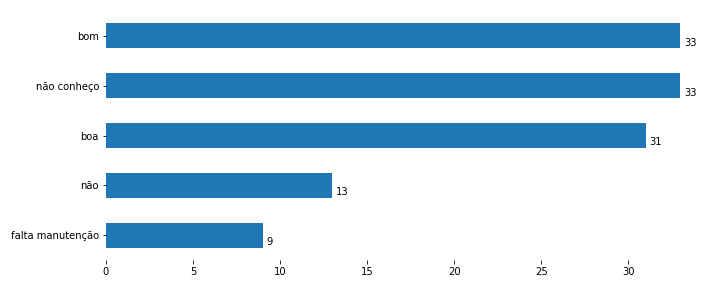 bom
33
não conheço
33
boa
31
não
13
falta manutenção
9
0 5 10 15 20 25 30